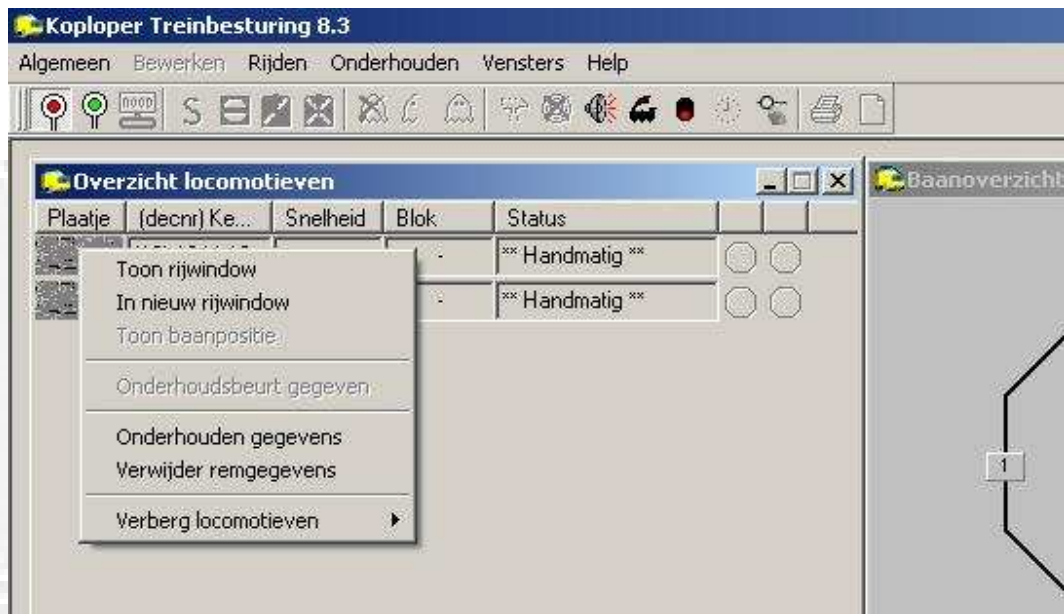 Koploper Treinbesturing 8.3
Algemeen Bewerken Rijden Onderhouden Vensters Help
Overzicht locomotieven
Baanoverzicht
Plaatje (decnr) Ke... Snelheid Blok Status
- ** Handmatig **
- ** Handmatig **
Toon rijwindow
In nieuw rijwindow
Toon baanpositie
Onderhoudsbeurt gegeven
Onderhouden gegevens
Verwijder remgegevens
Verberg locomotieven
1